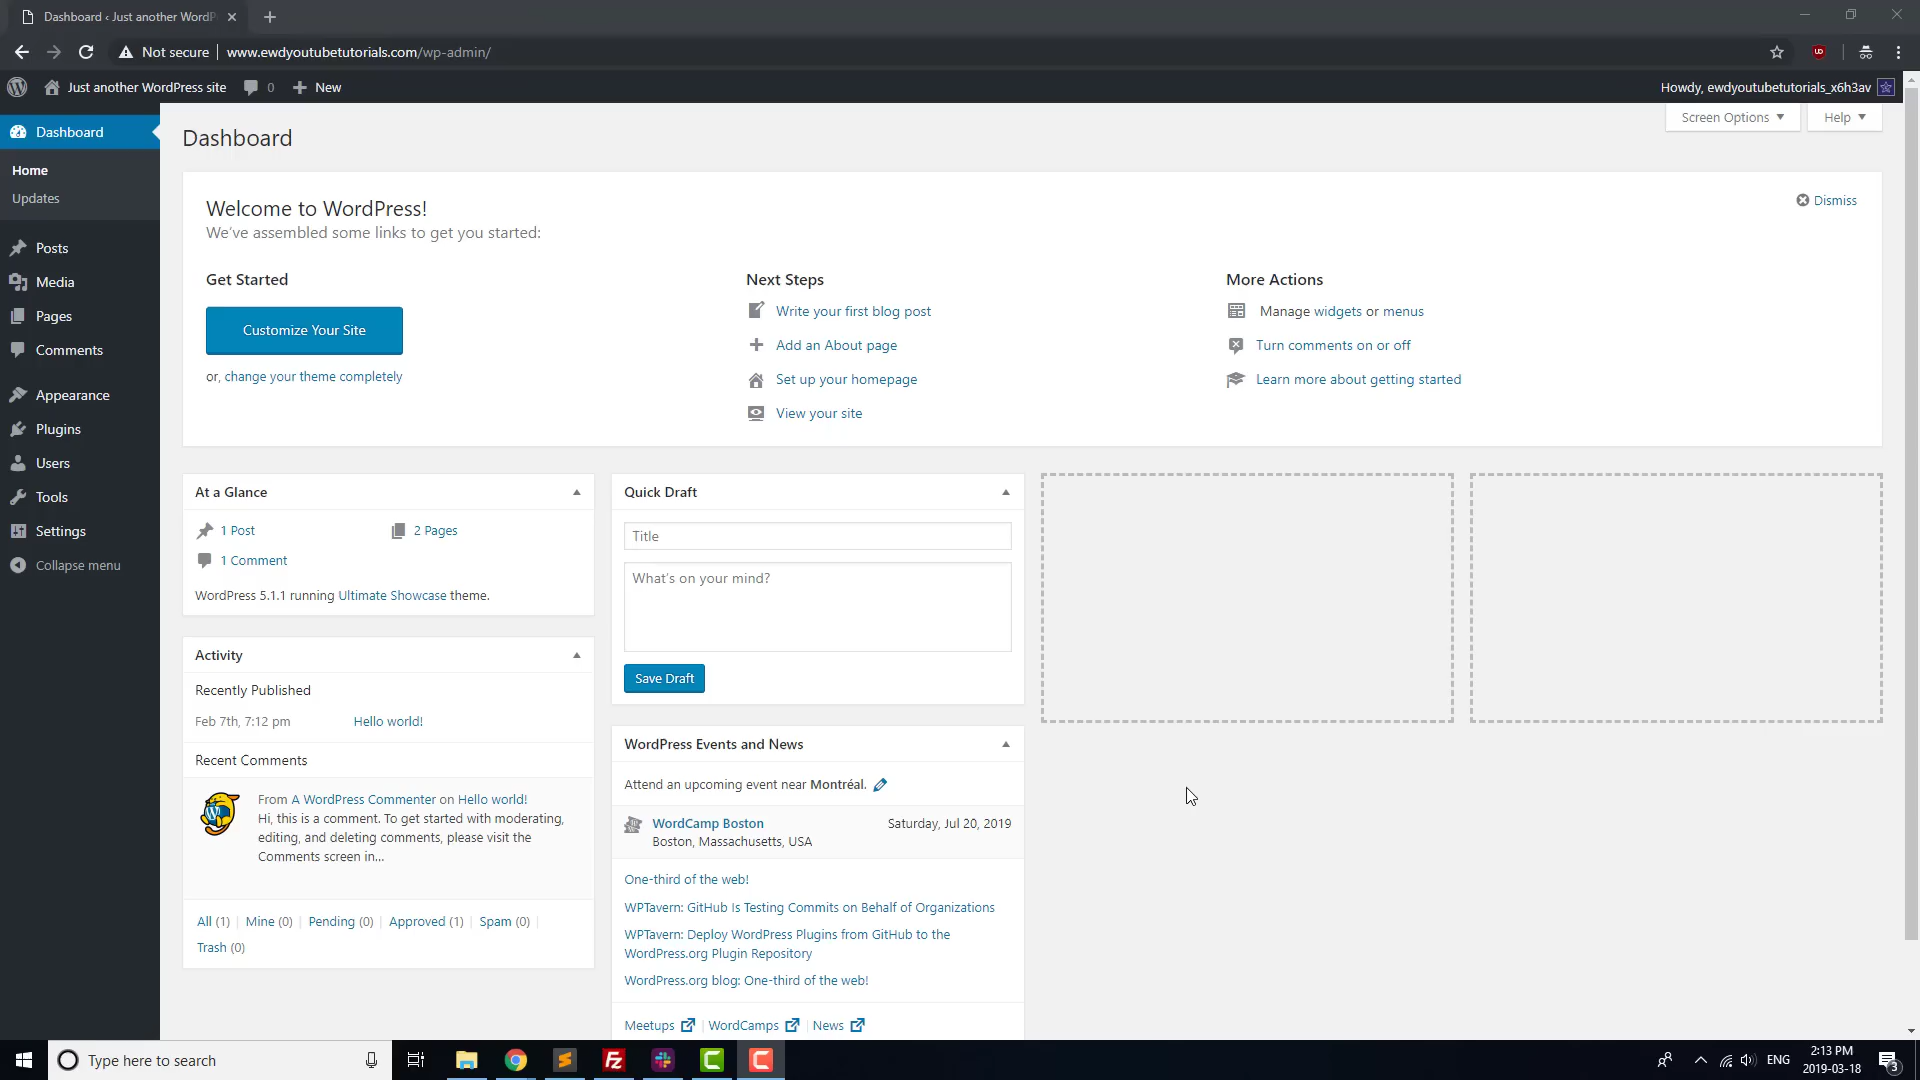 Dashboard ‹ Just another WordP
Not secure
www.ewdyoutubetutorials.com/wp-admin/
Just another WordPress site
0
New
Howdy, ewdyoutubetutorials_x6h3av
Dashboard
Home
Updates
Posts
Media
Pages
Comments
Appearance
Plugins
Users
Tools
Settings
Collapse menu
Dashboard
Screen Options
Help
Welcome to WordPress!
We've assembled some links to get you started:
Dismiss
Get Started
Customize Your Site
or, change your theme completely
Next Steps
Write your first blog post
Add an About page
Set up your homepage
View your site
More Actions
Manage widgets or menus
Turn comments on or off
Learn more about getting started
At a Glance
1 Post
2 Pages
1 Comment
WordPress 5.1.1 running Ultimate Showcase theme.
Activity
Recently Published
Feb 7th, 7:12 pm
Hello world!
Recent Comments
From A WordPress Commenter on Hello world!
Hi, this is a comment. To get started with moderating,
editing, and deleting comments, please visit the
Comments screen in...
All (1) | Mine (0) | Pending (0) | Approved (1) | Spam (0) |
Trash (0)
Quick Draft
Title
What's on your mind?
Save Draft
WordPress Events and News
Attend an upcoming event near Montréal.
WordCamp Boston
Saturday, Jul 20, 2019
Boston, Massachusetts, USA
One-third of the web!
WPTavern: GitHub Is Testing Commits on Behalf of Organizations
WPTavern: Deploy WordPress Plugins from GitHub to the
WordPress.org Plugin Repository
WordPress.org blog: One-third of the web!
Meetups | WordCamps | News
Type here to search
ENG
2:13 PM
2019-03-18
3